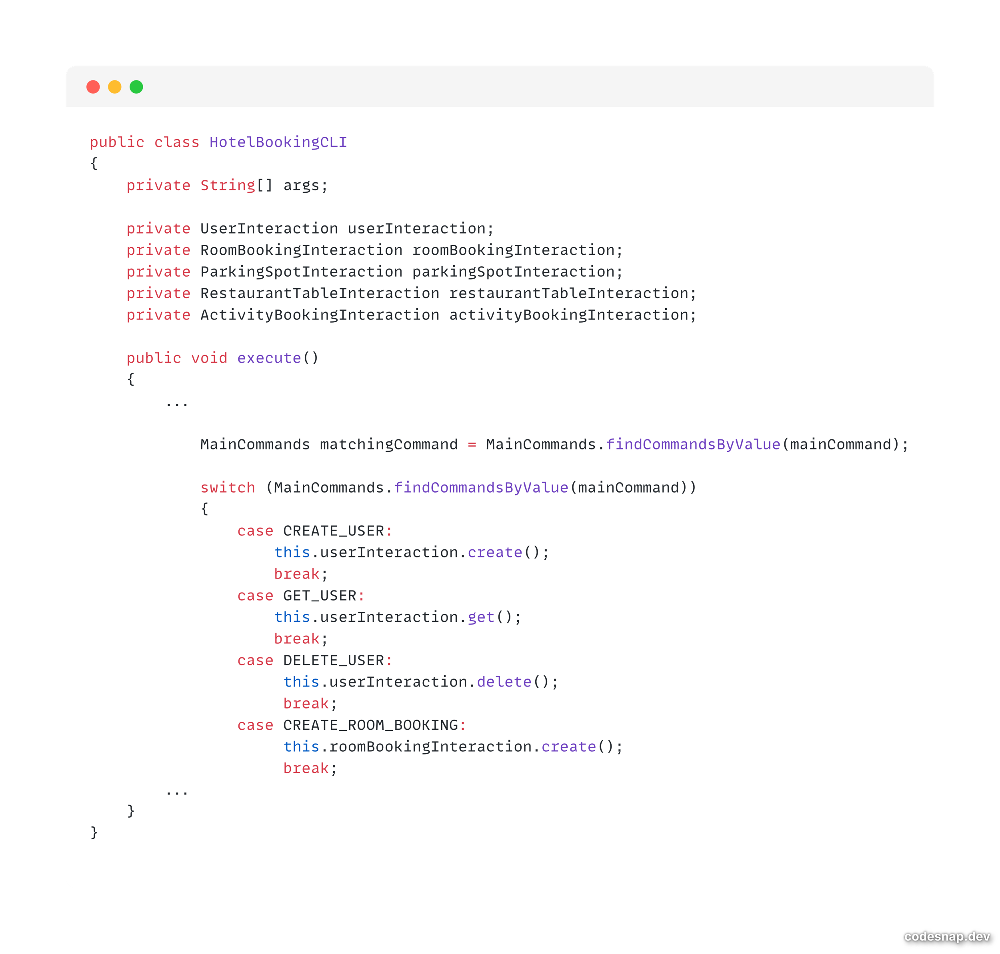 public class HotelBookingCLI
{
    private String[] args;

    private UserInteraction userInteraction;
    private RoomBookingInteraction roomBookingInteraction;
    private ParkingSpotInteraction parkingSpotInteraction;
    private RestaurantTableInteraction restaurantTableInteraction;
    private ActivityBookingInteraction activityBookingInteraction;

    public void execute()
    {
        ...

            MainCommands matchingCommand = MainCommands.findCommandsByValue(mainCommand);

            switch (MainCommands.findCommandsByValue(mainCommand))
            {
                case CREATE_USER:
                    this.userInteraction.create();
                    break;
                case GET_USER:
                    this.userInteraction.get();
                    break;
                case DELETE_USER:
                     this.userInteraction.delete();
                     break;
                case CREATE_ROOM_BOOKING:
                     this.roomBookingInteraction.create();
                     break;
        ...
    }
}
codesnap.dev